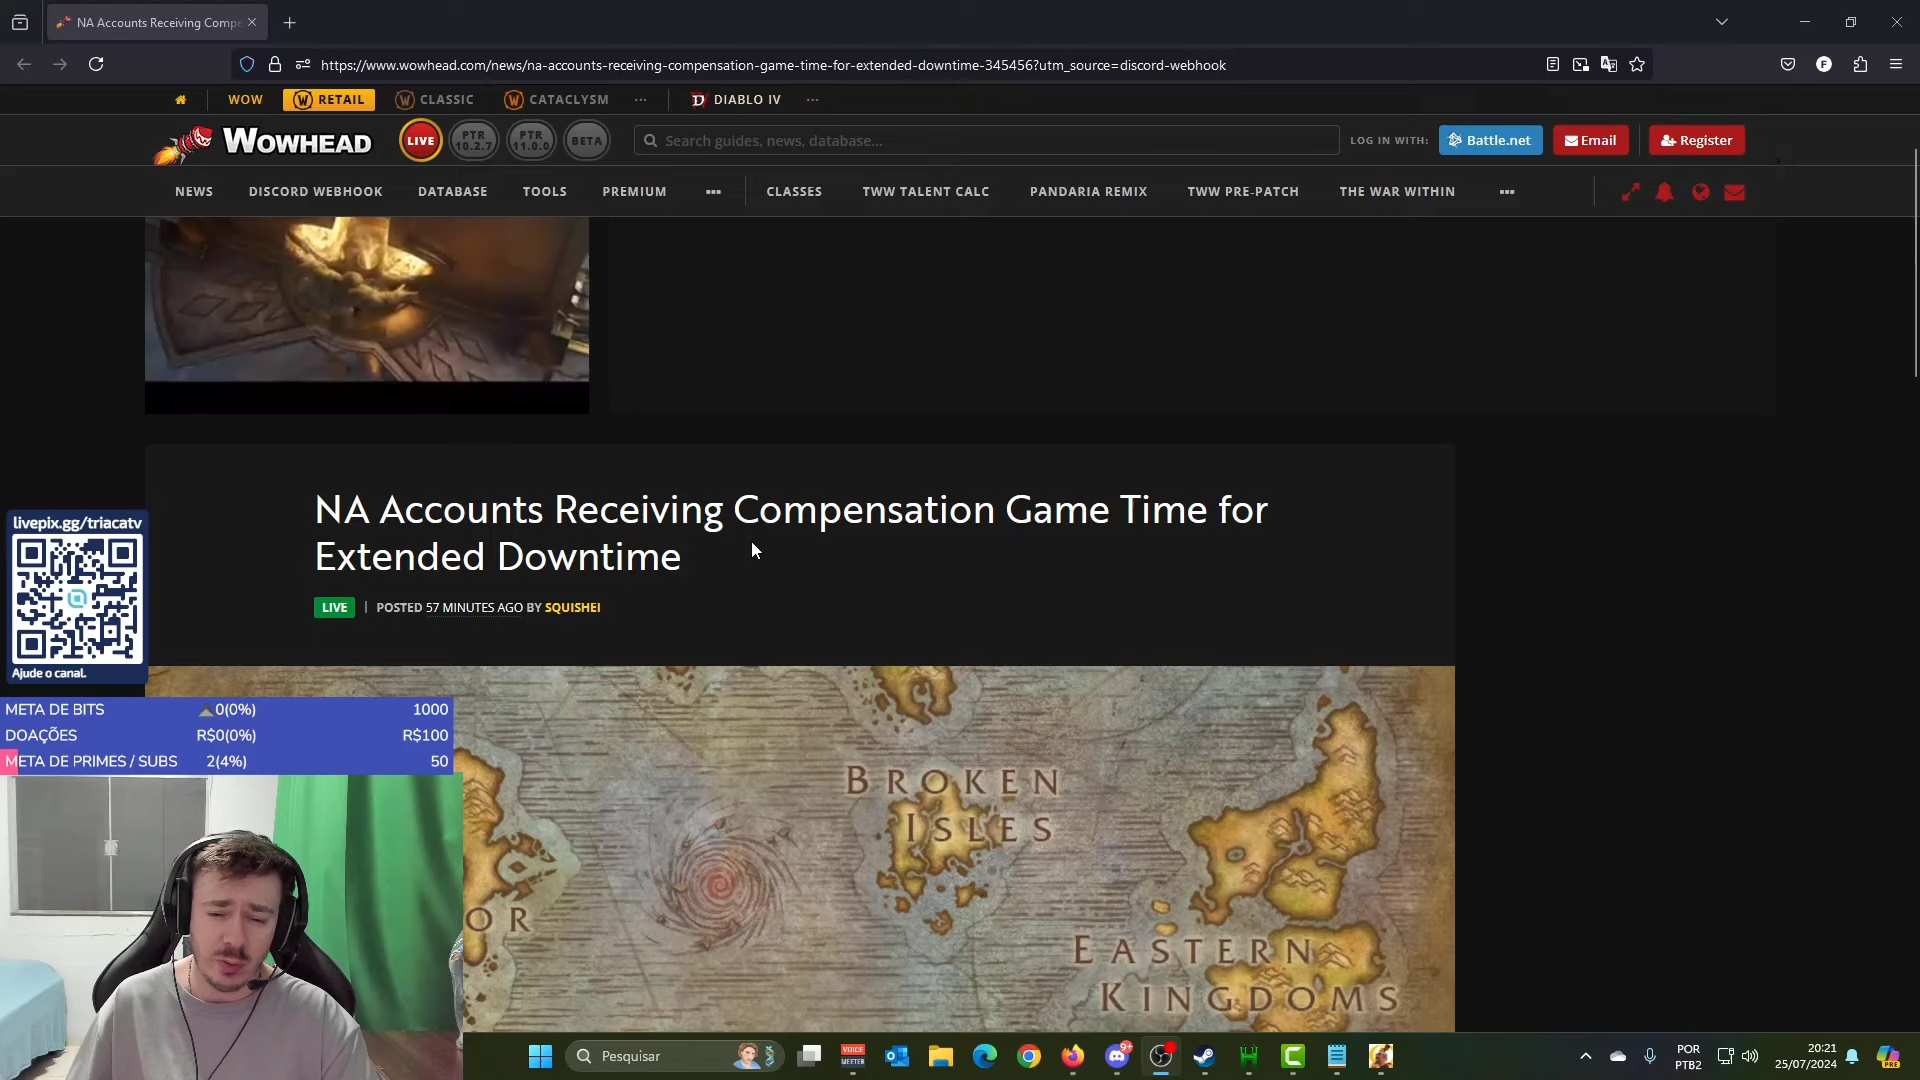 NA Accounts Receiving Compe
https://www.wowhead.com/news/na-accounts-receiving-compensation-game-time-for-extended-downtime-345456?utm_source=discord-webhook
WOW
RETAIL
CLASSIC
CATACLYSM
DIABLO IV
WOWHEAD
LIVE
PTR
10.2.7
PTR
11.0.0
BETA
Search guides, news, database...
LOG IN WITH:
Battle.net
Email
Register
NEWS
DISCORD WEBHOOK
DATABASE
TOOLS
PREMIUM
CLASSES
TWW TALENT CALC
PANDARIA REMIX
TWW PRE-PATCH
THE WAR WITHIN
NA Accounts Receiving Compensation Game Time for
Extended Downtime
LIVE | POSTED 57 MINUTES AGO BY SQUISHEI
livepix.gg/triacatv
Ajude o canal.
META DE BITS 0(0%) 1000
DOAÇÕES R$0(0%) R$100
META DE PRIMES / SUBS 2(4%) 50
BROKEN
ISLES
OR
EASTERN
KINGDOMS
Pesquisar
VOICE
MEETER
9+
POR
PTB2
20:21
25/07/2024
PRE